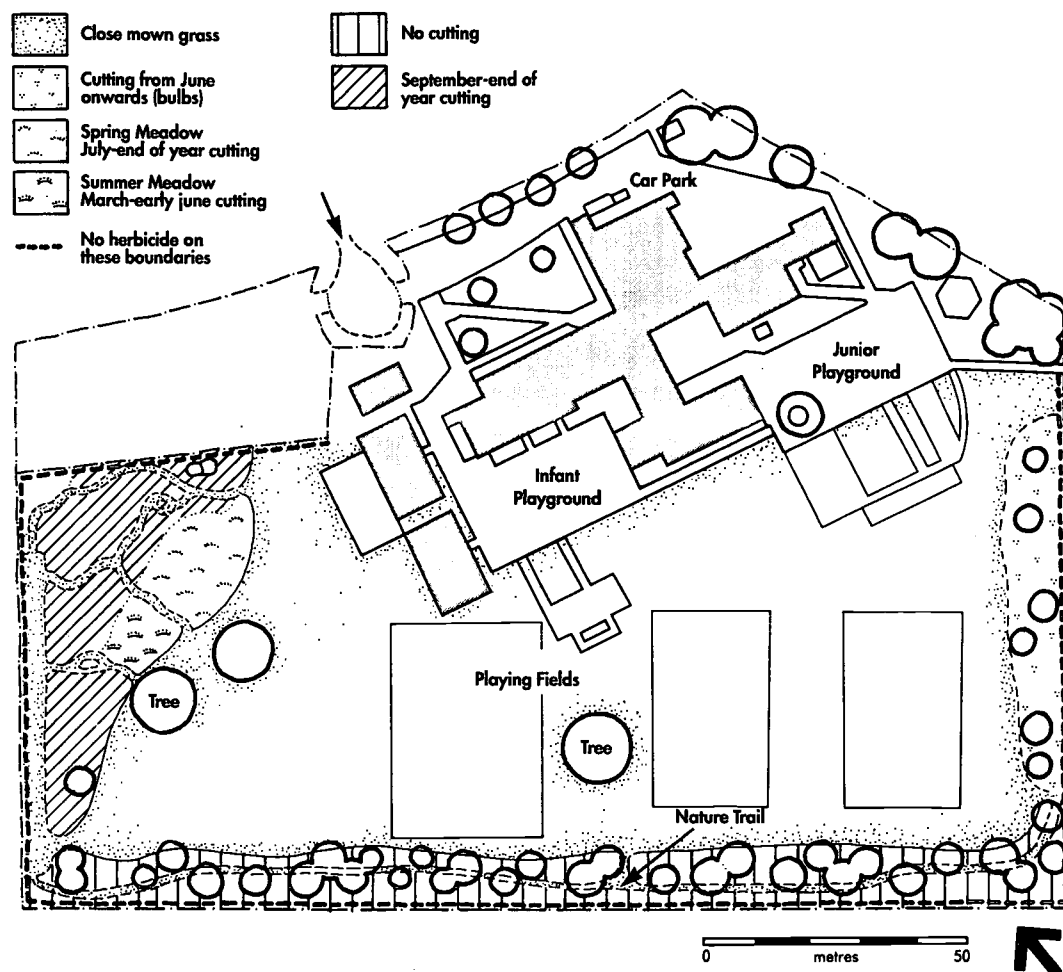 Close mown grass
Cutting from June
onwards (bulbs)
Spring Meadow
July-end of year cutting
Summer Meadow
March-early june cutting
No herbicide on
these boundaries
No cutting
September-end of
year cutting
Car Park
Junior
Playground
Infant
Playground
Playing Fields
Tree
Tree
Nature Trail
0 metres 50